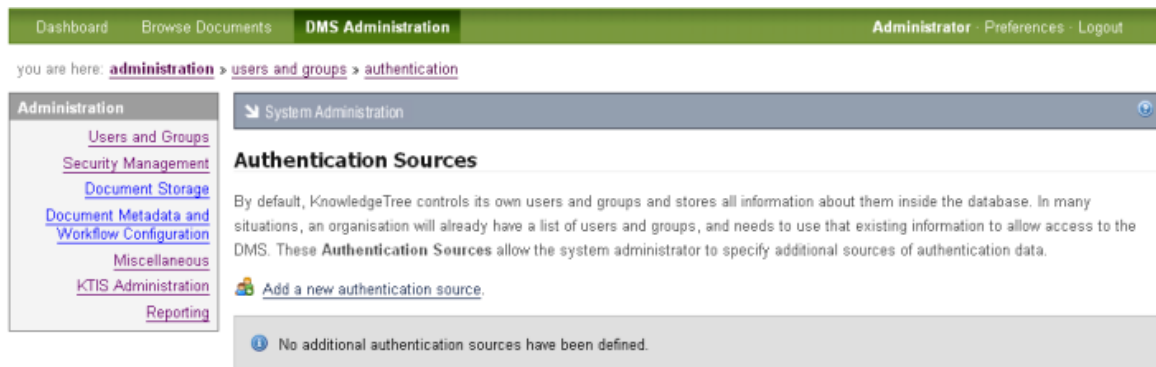 Dashboard Browse Documents DMS Administration Administrator · Preferences · Logout
you are here: administration » users and groups » authentication
Administration
Users and Groups
Security Management
Document Storage
Document Metadata and
Workflow Configuration
Miscellaneous
KTIS Administration
Reporting
System Administration
Authentication Sources
By default, KnowledgeTree controls its own users and groups and stores all information about them inside the database. In many
situations, an organisation will already have a list of users and groups, and needs to use that existing information to allow access to the
DMS. These Authentication Sources allow the system administrator to specify additional sources of authentication data.
Add a new authentication source.
No additional authentication sources have been defined.